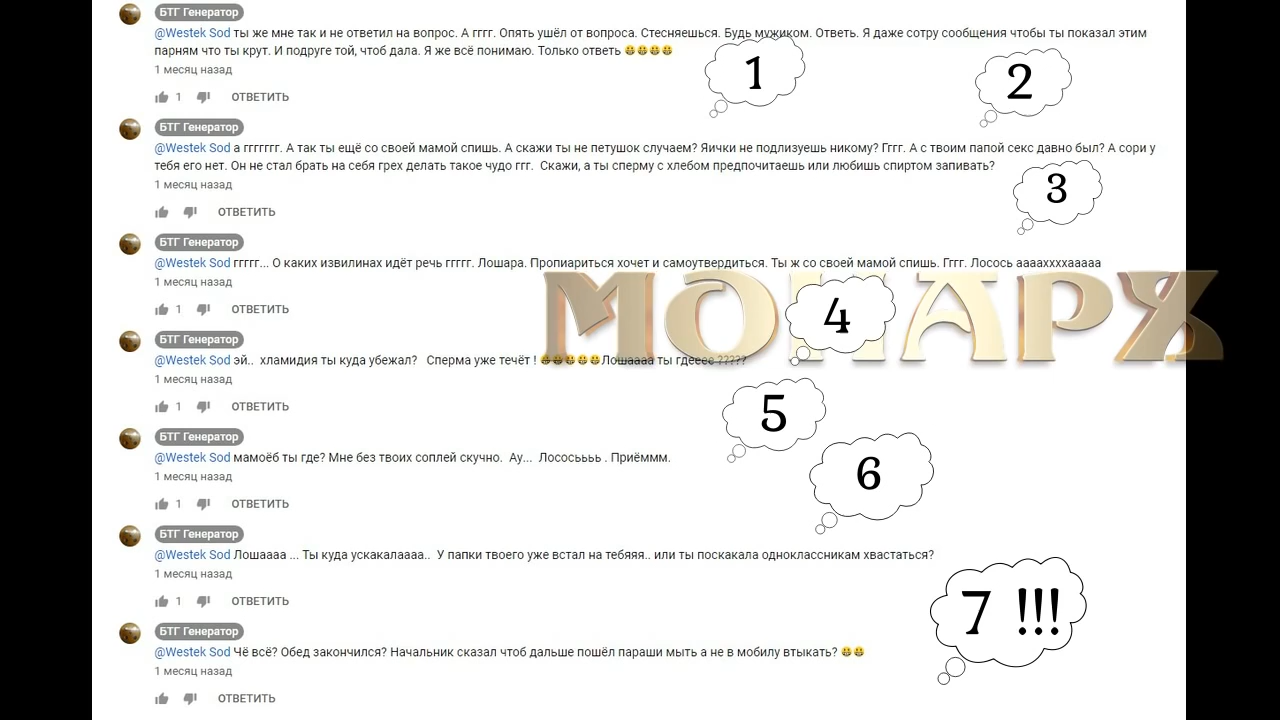 БТГ Генератор
@Westek Sod ты же мне так и не ответил на вопрос. А гггг. Опять ушёл от вопроса. Стесняешься. Будь мужиком. Ответь. Я даже сотру сообщения чтобы ты показал этим
парням что ты крут. И подруге той, чтоб дала. Я же всё понимаю. Только ответь 😀😀😀😀
1 месяц назад
1
2
1 ОТВЕТИТЬ
БТГ Генератор
@Westek Sod а ггггггг. А так ты ещё со своей мамой спишь. А скажи ты не петушок случаем? Яички не подлизуешь никому? Гггг. А с твоим папой секс давно был? А сори у
тебя его нет. Он не стал брать на себя грех делать такое чудо ггг. Скажи, а ты сперму с хлебом предпочитаешь или любишь спиртом запивать?
1 месяц назад
3
ОТВЕТИТЬ
БТГ Генератор
@Westek Sod ггггг... О каких извилинах идёт речь ггггг. Лошара. Пропиариться хочет и самоутвердиться. Ты ж со своей мамой спишь. Гггг. Лосось ааааххххааааа
1 месяц назад
МОНАРХ
4
1 ОТВЕТИТЬ
БТГ Генератор
@Westek Sod эй.. хламидия ты куда убежал? Сперма уже течёт ! 😀😀😀😀😀Лошаааа ты гдееес ?????
1 месяц назад
5
1 ОТВЕТИТЬ
БТГ Генератор
@Westek Sod мамоёб ты где? Мне без твоих соплей скучно. Ау... Лососьььь . Приёммм.
1 месяц назад
6
1 ОТВЕТИТЬ
БТГ Генератор
@Westek Sod Лошаааа ... Ты куда ускакалаааа.. У папки твоего уже встал на тебяяя.. или ты поскакала одноклассникам хвастаться?
1 месяц назад
7 !!!
1 ОТВЕТИТЬ
БТГ Генератор
@Westek Sod Чё всё? Обед закончился? Начальник сказал чтоб дальше пошёл параши мыть а не в мобилу втыкать? 😀😀
1 месяц назад
ОТВЕТИТЬ